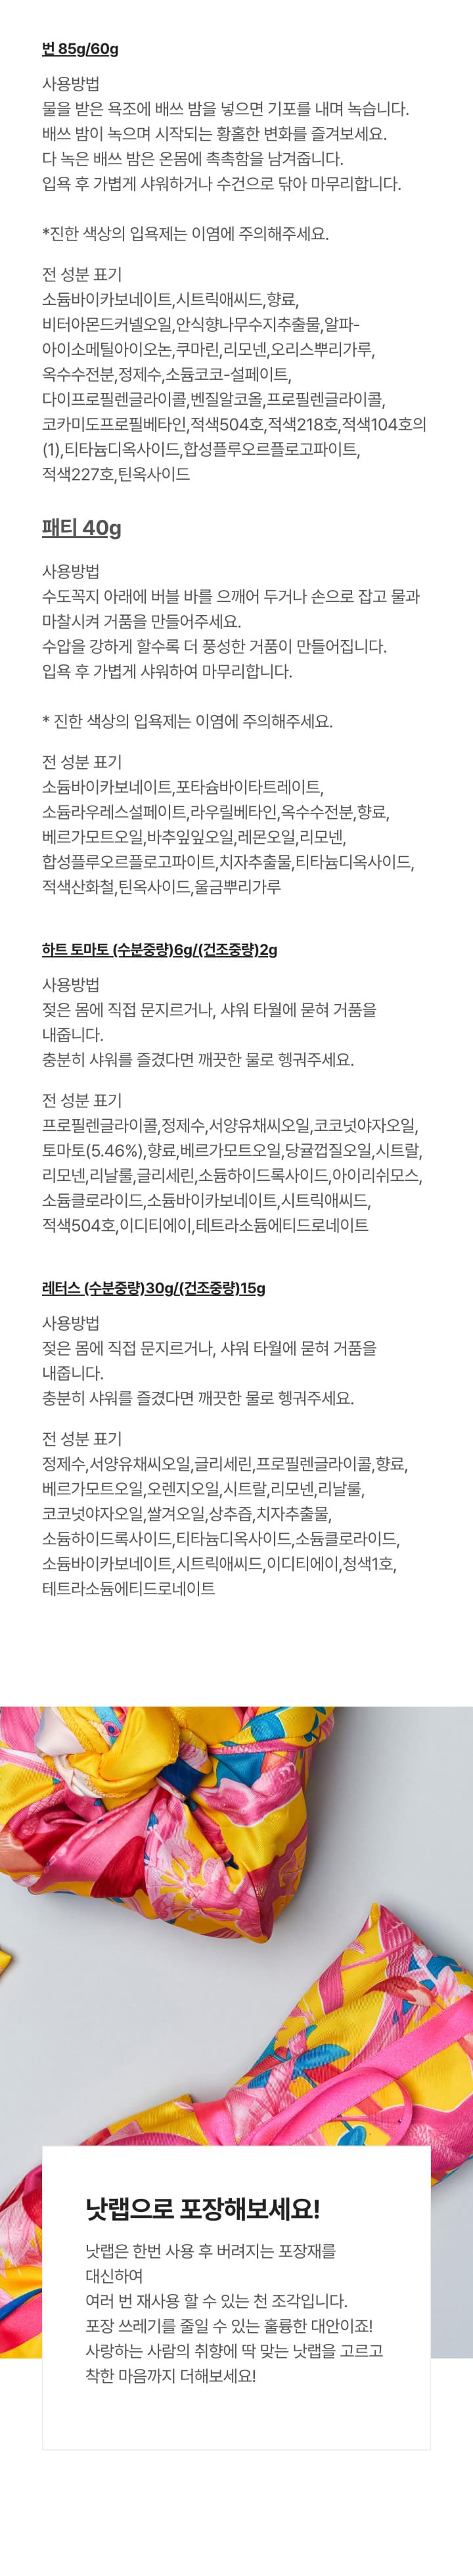 번 85g/60g
사용방법
물을 받은 욕조에 배쓰 밤을 넣으면 기포를 내며 녹습니다.
배쓰 밤이 녹으며 시작되는 황홀한 변화를 즐겨보세요.
다 녹은 배쓰 밤은 온몸에 촉촉함을 남겨줍니다.
입욕 후 가볍게 샤워하거나 수건으로 닦아 마무리합니다.
*진한 색상의 입욕제는 이염에 주의해주세요.
전 성분 표기
소듐바이카보네이트,시트릭애씨드,향료,
비터아몬드커넬오일,안식향나무수지추출물,알파-
아이소메틸아이오논,쿠마린,리모넨,오리스뿌리가루,
옥수수전분,정제수,소듐코코-설페이트,
다이프로필렌글라이콜,벤질알코올,프로필렌글라이콜,
코카미도프로필베타인,적색504호,적색218호,적색104호의
(1),티타늄디옥사이드,합성플루오르플로고파이트,
적색227호,틴옥사이드
패티 40g
사용방법
수도꼭지 아래에 버블 바를 으깨어 두거나 손으로 잡고 물과
마찰시켜 거품을 만들어주세요.
수압을 강하게 할수록 더 풍성한 거품이 만들어집니다.
입욕 후 가볍게 샤워하여 마무리합니다.
* 진한 색상의 입욕제는 이염에 주의해주세요.
전 성분 표기
소듐바이카보네이트,포타슘바이타트레이트,
소듐라우레스설페이트,라우릴베타인,옥수수전분,향료,
베르가모트오일,바추잎잎오일,레몬오일,리모넨,
합성플루오르플로고파이트,치자추출물,티타늄디옥사이드,
적색산화철,틴옥사이드,울금뿌리가루
하트 토마토 (수분중량)6g/(건조중량)2g
사용방법
젖은 몸에 직접 문지르거나, 샤워 타월에 묻혀 거품을
내줍니다.
충분히 샤워를 즐겼다면 깨끗한 물로 헹궈주세요.
전 성분 표기
프로필렌글라이콜,정제수,서양유채씨오일,코코넛야자오일,
토마토(5.46%),향료,베르가모트오일,당귤껍질오일,시트랄,
리모넨,리날룰,글리세린,소듐하이드록사이드,아이리쉬모스,
소듐클로라이드,소듐바이카보네이트,시트릭애씨드,
적색504호,이디티에이,테트라소듐에티드로네이트
레터스 (수분중량)30g/(건조중량)15g
사용방법
젖은 몸에 직접 문지르거나, 샤워 타월에 묻혀 거품을
내줍니다.
충분히 샤워를 즐겼다면 깨끗한 물로 헹궈주세요.
전 성분 표기
정제수,서양유채씨오일,글리세린,프로필렌글라이콜,향료,
베르가모트오일,오렌지오일,시트랄,리모넨,리날룰,
코코넛야자오일,쌀겨오일,상추즙,치자추출물,
소듐하이드록사이드,티타늄디옥사이드,소듐클로라이드,
소듐바이카보네이트,시트릭애씨드,이디티에이,청색1호,
테트라소듐에티드로네이트
낫랩으로 포장해보세요!
낫랩은 한번 사용 후 버려지는 포장재를
대신하여
여러 번 재사용 할 수 있는 천 조각입니다.
포장 쓰레기를 줄일 수 있는 훌륭한 대안이죠!
사랑하는 사람의 취향에 딱 맞는 낫랩을 고르고
착한 마음까지 더해보세요!